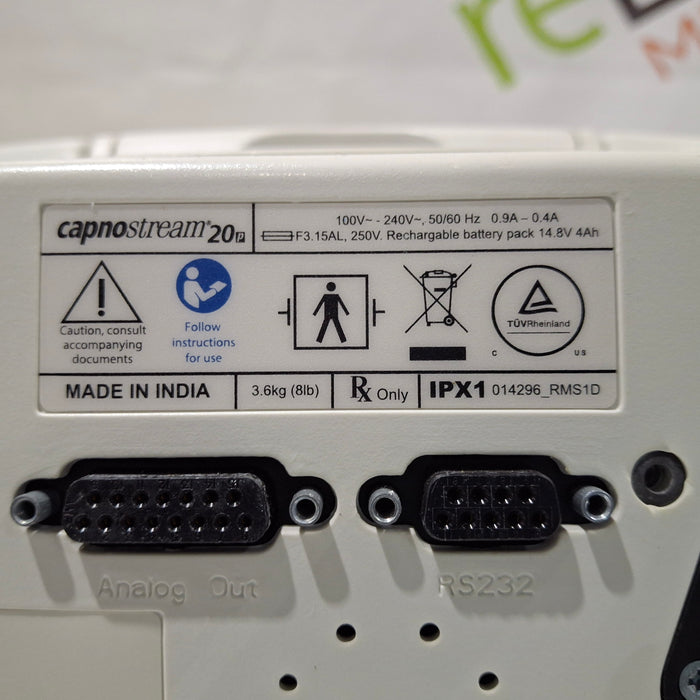 capnostream®20p
100V~ - 240V~, 50/60 Hz 0.9A – 0.4A
F3.15AL, 250V. Rechargable battery pack 14.8V 4Ah
Caution, consult
accompanying
documents
Follow
instructions
for use
TÜVRheinland
C US
MADE IN INDIA
3.6kg (8lb)
Rx Only
IPX1 014296_RMS1D
Analog Out
RS232